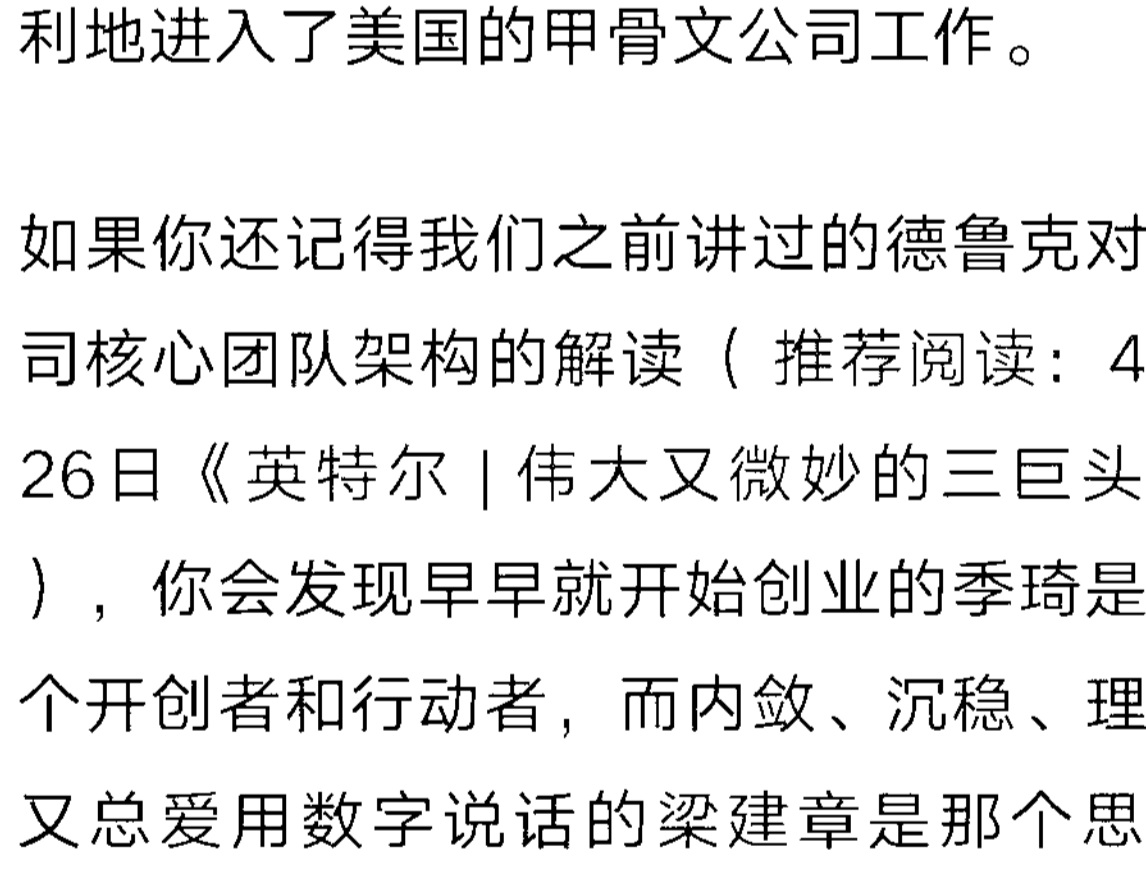 利地进入了美国的甲骨文公司工作。
如果你还记得我们之前讲过的德鲁克对
司核心团队架构的解读（推荐阅读：4
26日《英特尔 | 伟大又微妙的三巨头
），你会发现早早就开始创业的季琦是
个开创者和行动者，而内敛、沉稳、理
又总爱用数字说话的梁建章是那个思